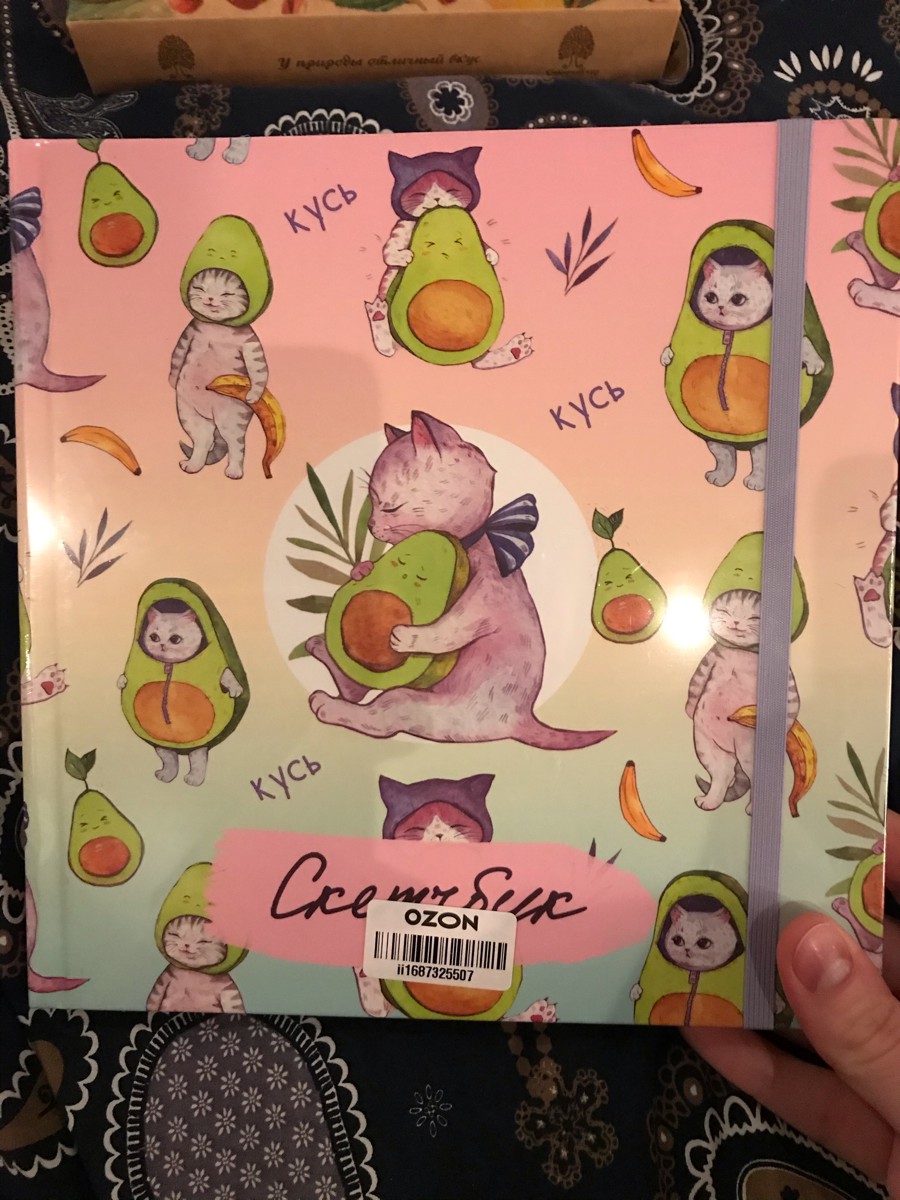 У природы отличный вкус
кусь
кусь
кусь
Скетчбук
OZON
ii1687325507